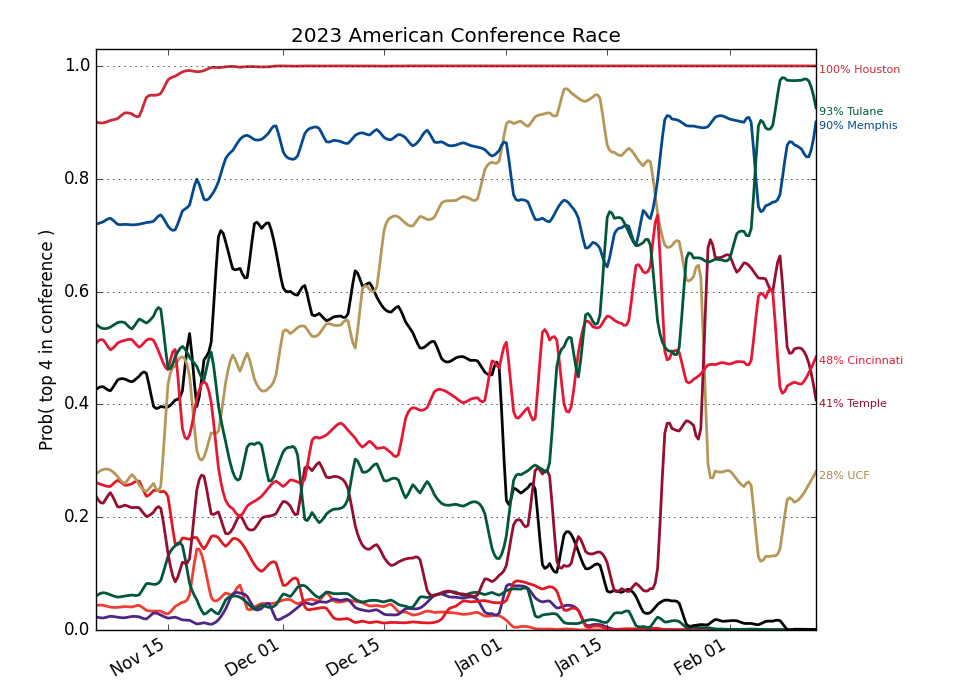 2023 American Conference Race
Prob( top 4 in conference )
1.0
0.8
0.6
0.4
0.2
0.0
100% Houston
93% Tulane
90% Memphis
48% Cincinnati
41% Temple
28% UCF
Nov 15
Dec 01
Dec 15
Jan 01
Jan 15
Feb 01